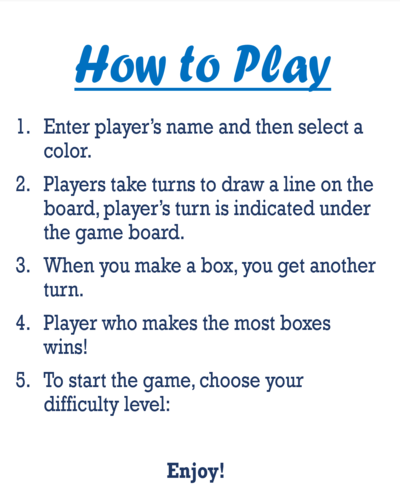 How to Play
1. Enter player's name and then select a
color.
2. Players take turns to draw a line on the
board, player's turn is indicated under
the game board.
3. When you make a box, you get another
turn.
4. Player who makes the most boxes
wins!
5. To start the game, choose your
difficulty level:
Enjoy!